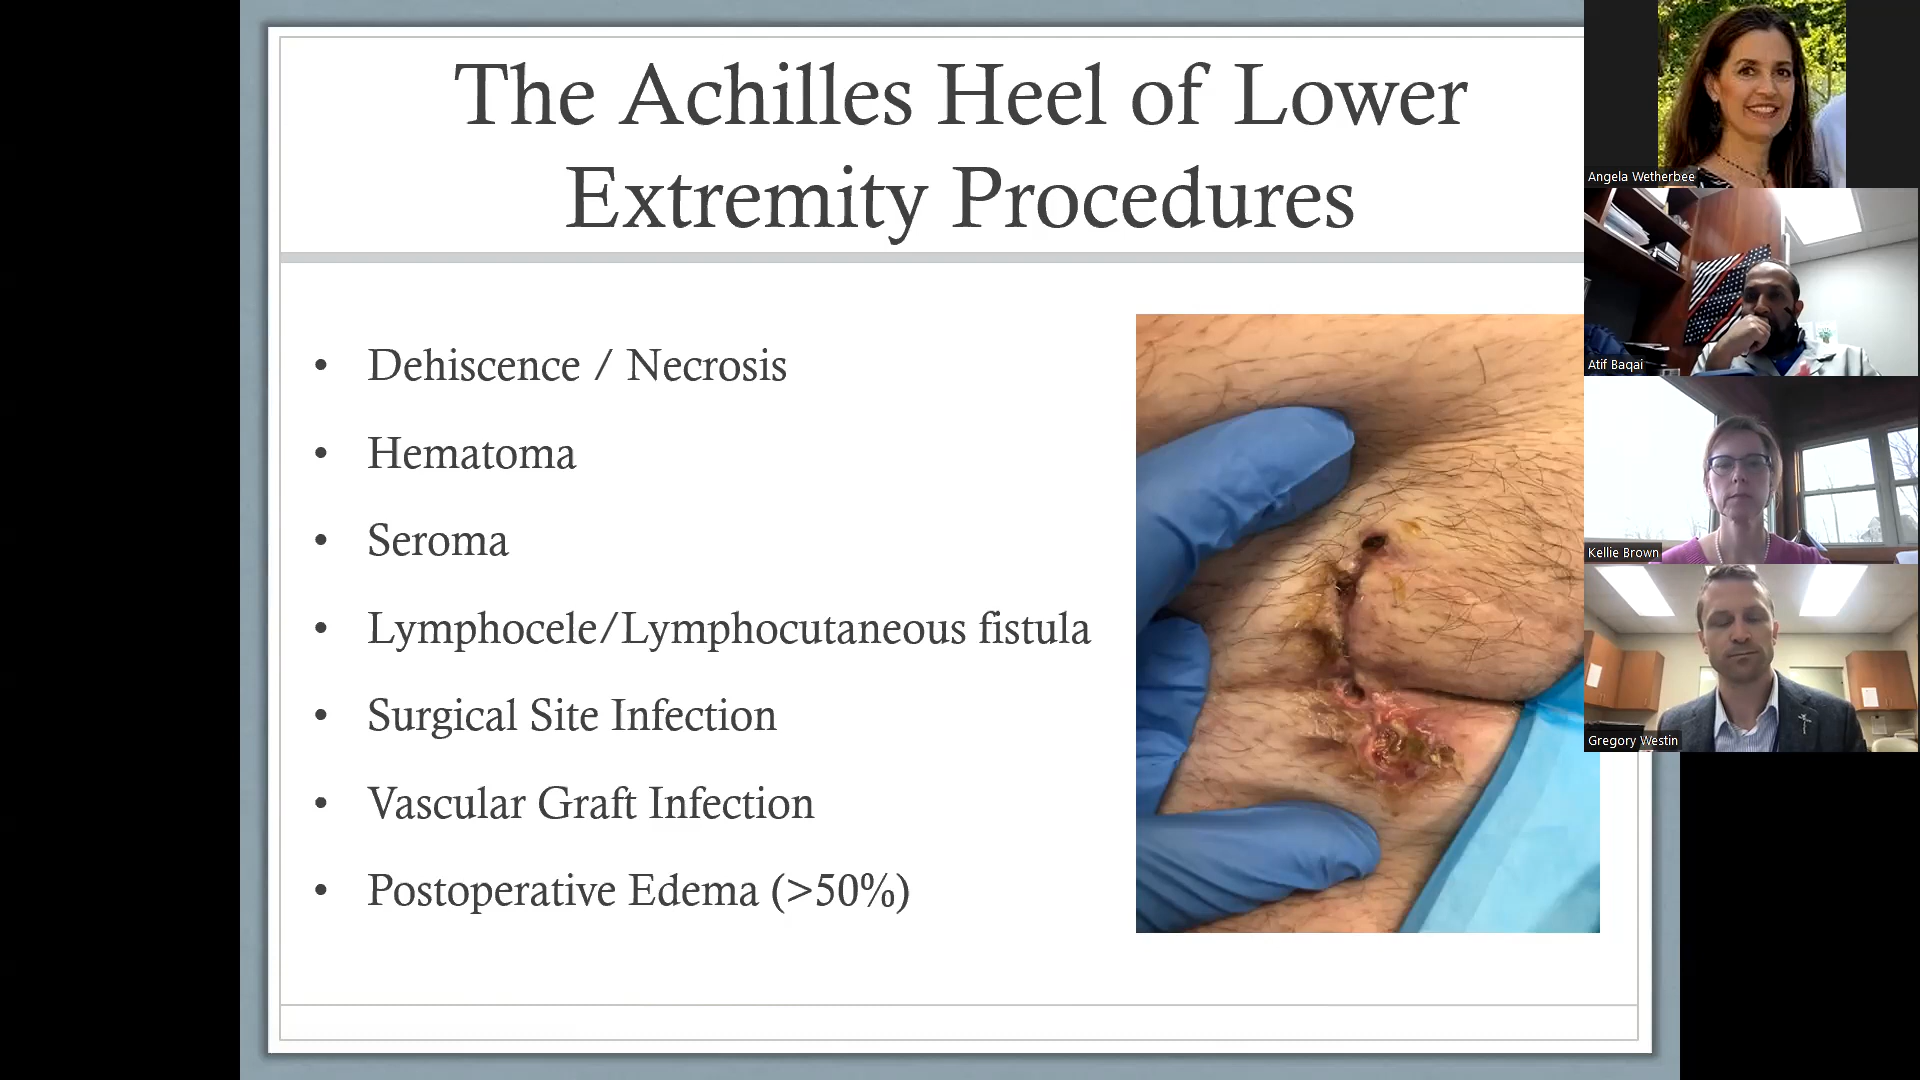 The Achilles Heel of Lower
Extremity Procedures
• Dehiscence / Necrosis
• Hematoma
• Seroma
• Lymphocele/Lymphocutaneous fistula
• Surgical Site Infection
• Vascular Graft Infection
• Postoperative Edema (>50%)
Angela Wetherbee
Atif Baqai
Kellie Brown
Gregory Westin